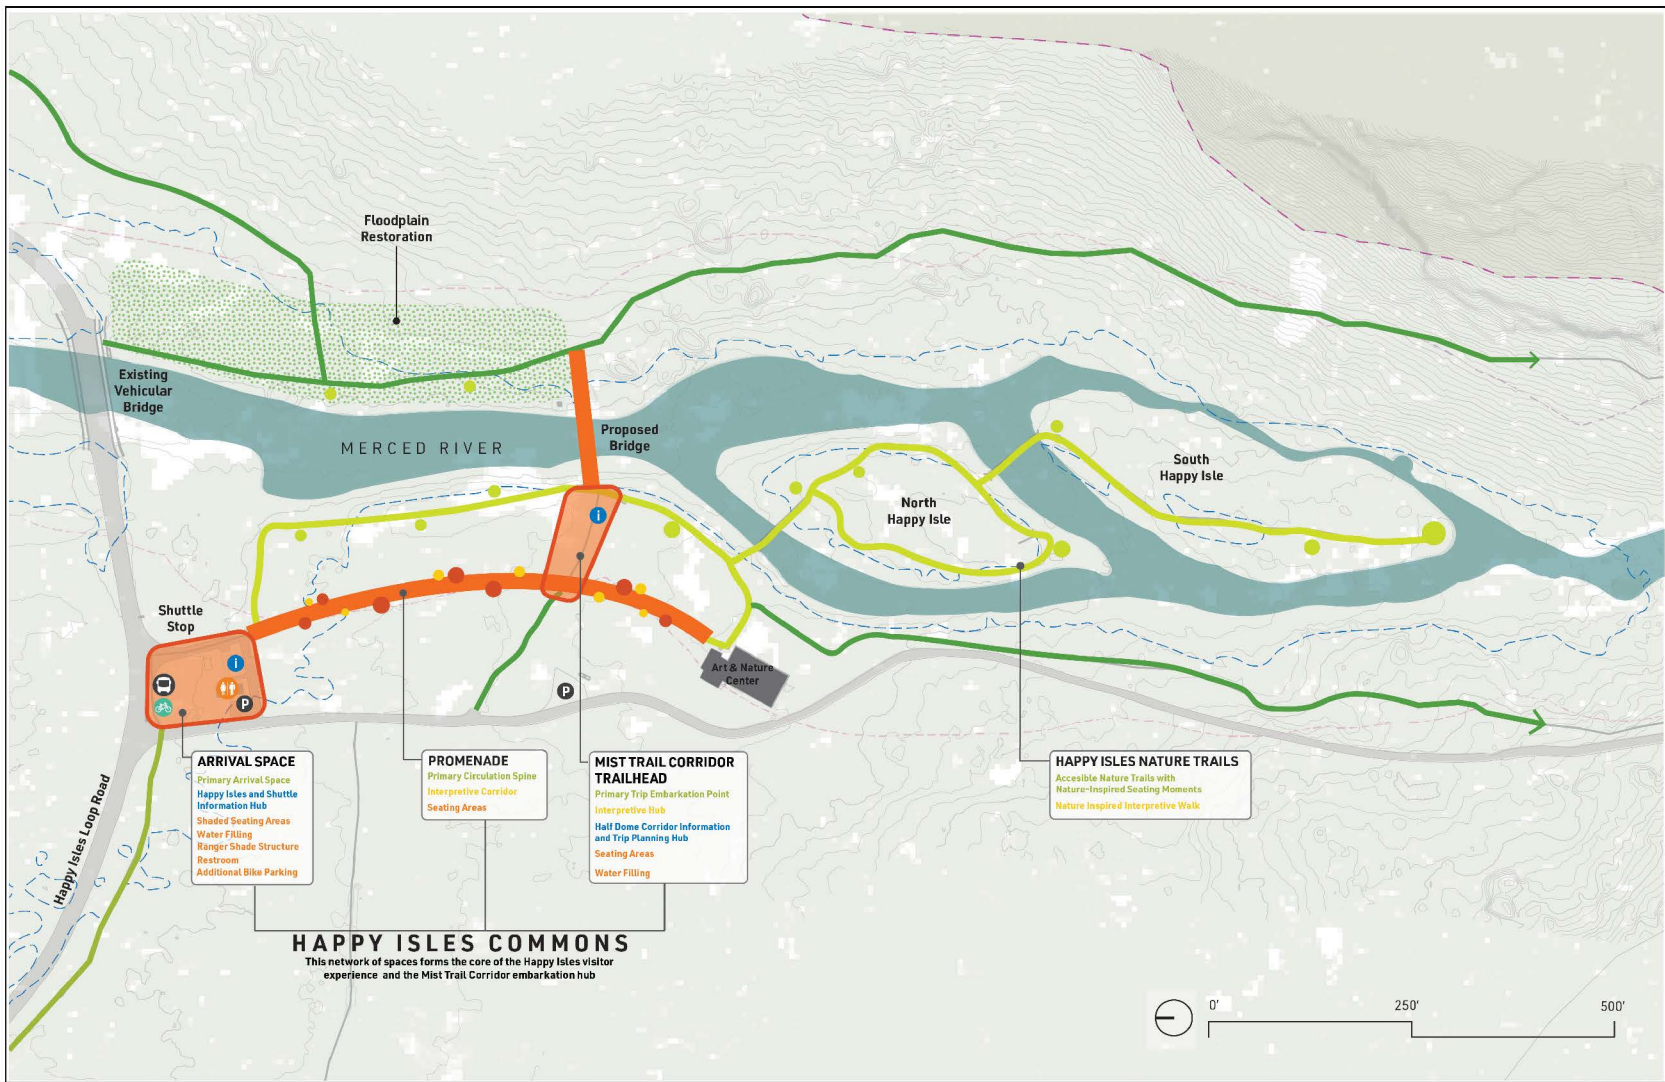 Floodplain
Restoration
Existing
Vehicular
Bridge
MERCED RIVER
Proposed
Bridge
South
Happy Isle
North
Happy Isle
i
Shuttle
Stop
i
P
P
Art & Nature
Center
Happy Isles Loop Road
ARRIVAL SPACE
Primary Arrival Space
Happy Isles and Shuttle
Information Hub
Shaded Seating Areas
Water Filling
Ranger Shade Structure
Restroom
Additional Bike Parking
PROMENADE
Primary Circulation Spine
Interpretive Corridor
Seating Areas
MIST TRAIL CORRIDOR
TRAILHEAD
Primary Trip Embarkation Point
Interpretive Hub
Half Dome Corridor Information
and Trip Planning Hub
Seating Areas
Water Filling
HAPPY ISLES NATURE TRAILS
Accesible Nature Trails with
Nature-Inspired Seating Moments
Nature Inspired Interpretive Walk
HAPPY ISLES COMMONS
This network of spaces forms the core of the Happy Isles visitor
experience and the Mist Trail Corridor embarkation hub
0' 250' 500'